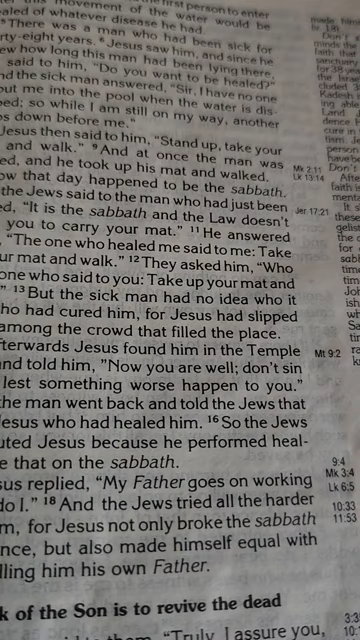 this movement of the water would be
aled of whatever disease he had.
⁵ There was a man who had been sick for
rty-eight years. ⁶ Jesus saw him, and since he
ew how long this man had been lying there,
said to him, "Do you want to be healed?"
nd the sick man answered, "Sir, I have no one
put me into the pool when the water is dis-
bed; so while I am still on my way, another
ps down before me."
Jesus then said to him, "Stand up, take your
and walk." ⁹ And at once the man was
ed, and he took up his mat and walked.
w that day happened to be the sabbath.
the Jews said to the man who had just been
ed, "It is the sabbath and the Law doesn't
you to carry your mat." ¹¹ He answered
"The one who healed me said to me: Take
ur mat and walk." ¹² They asked him, "Who
one who said to you: Take up your mat and
" ¹³ But the sick man had no idea who it
ho had cured him, for Jesus had slipped
among the crowd that filled the place.
fterwards Jesus found him in the Temple
nd told him, "Now you are well; don't sin
lest something worse happen to you."
the man went back and told the Jews that
esus who had healed him. ¹⁶ So the Jews
uted Jesus because he performed heal-
e that on the sabbath.
sus replied, "My Father goes on working
do I." ¹⁸ And the Jews tried all the harder
m, for Jesus not only broke the sabbath
nce, but also made himself equal with
lling him his own Father.
k of the Son is to revive the dead
"Truly, I assure you,
Mk 2:11
Lk 13:14
Jer 17:21
Mt 9:2
9:4
Mk 3:4
Lk 6:5
10:33
11:53